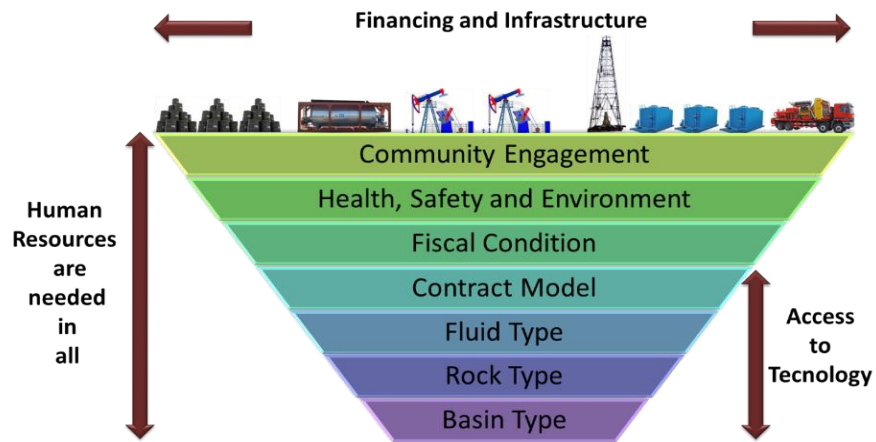 Financing and Infrastructure
Community Engagement
Health, Safety and Environment
Fiscal Condition
Contract Model
Fluid Type
Rock Type
Basin Type
Human
Resources
are
needed
in
all
Access
to
Tecnology